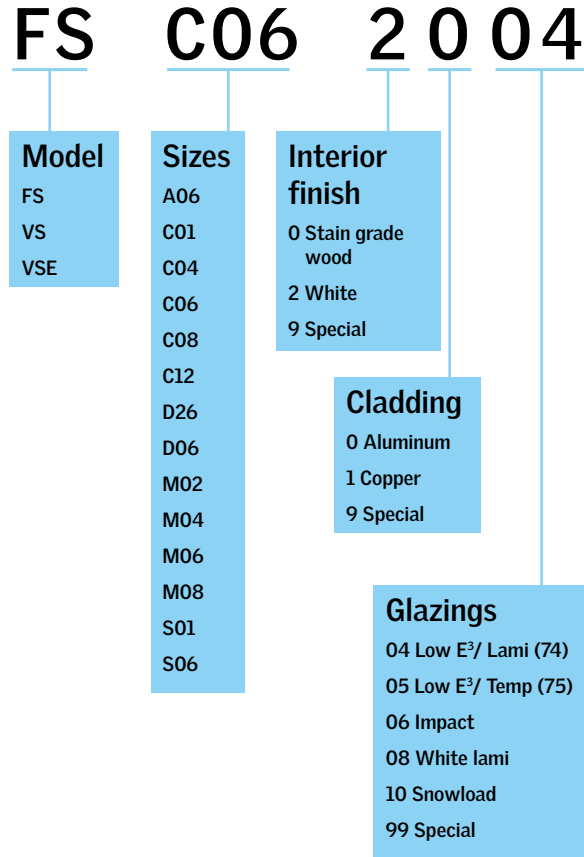 FS C06 2 0 04
Model
FS
VS
VSE
Sizes
A06
C01
C04
C06
C08
C12
D26
D06
M02
M04
M06
M08
S01
S06
Interior
finish
0 Stain grade
wood
2 White
9 Special
Cladding
0 Aluminum
1 Copper
9 Special
Glazings
04 Low E³/ Lami (74)
05 Low E³/ Temp (75)
06 Impact
08 White lami
10 Snowload
99 Special